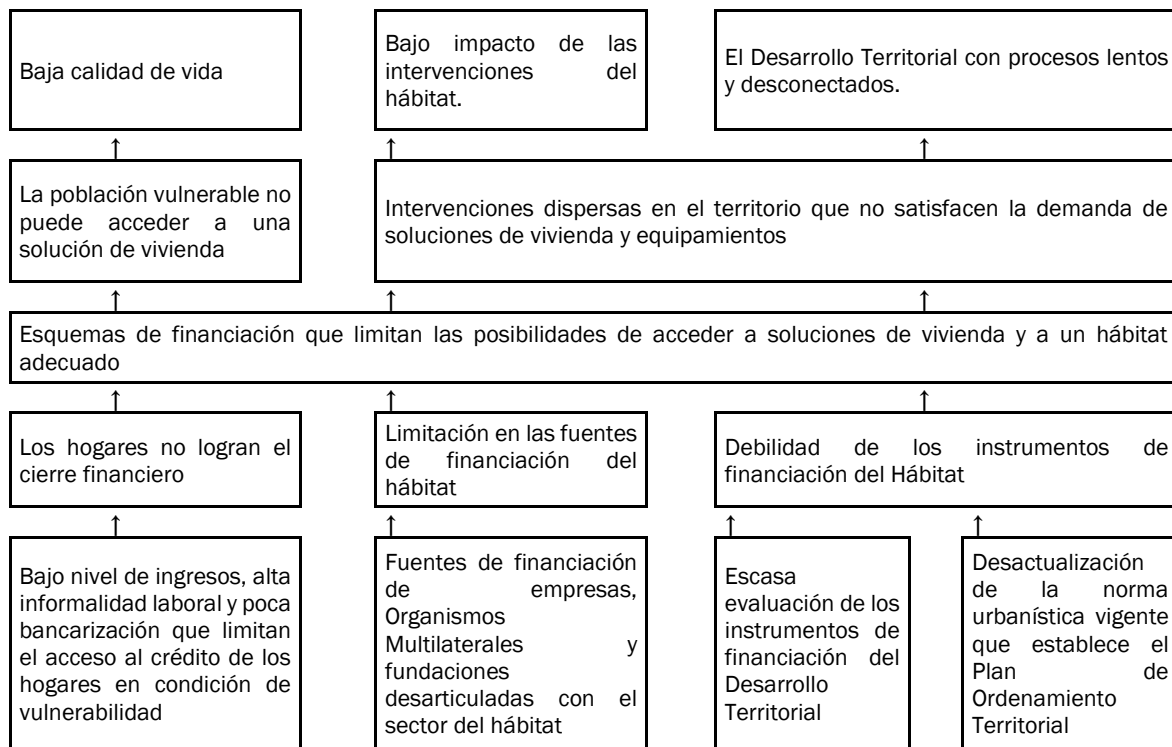 Baja calidad de vida
Bajo impacto de las
intervenciones del
hábitat.
El Desarrollo Territorial con procesos lentos
y desconectados.
↑ ↑ ↑
La población vulnerable no
puede acceder a una
solución de vivienda
Intervenciones dispersas en el territorio que no satisfacen la demanda de
soluciones de vivienda y equipamientos
↑ ↑ ↑
Esquemas de financiación que limitan las posibilidades de acceder a soluciones de vivienda y a un hábitat
adecuado
↑ ↑ ↑
Los hogares no logran el
cierre financiero
Limitación en las fuentes
de financiación del
hábitat
Debilidad de los instrumentos de
financiación del Hábitat
↑ ↑ ↑ ↑
Bajo nivel de ingresos, alta
informalidad laboral y poca
bancarización que limitan
el acceso al crédito de los
hogares en condición de
vulnerabilidad
Fuentes de financiación
de empresas,
Organismos
Multilaterales y
fundaciones
desarticuladas con el
sector del hábitat
Escasa
evaluación de los
instrumentos de
financiación del
Desarrollo
Territorial
Desactualización
de la norma
urbanística vigente
que establece el
Plan de
Ordenamiento
Territorial